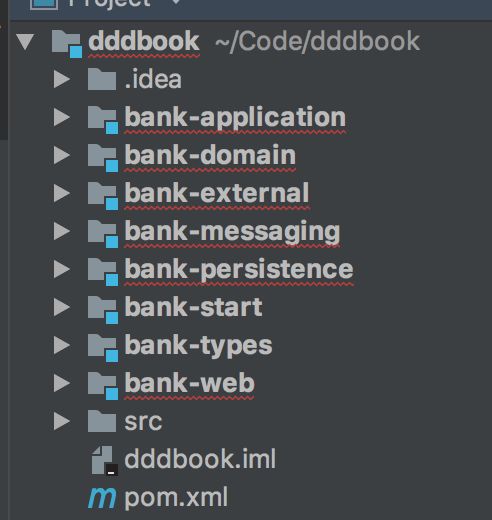 Project
dddbook ~/Code/dddbook
.idea
bank-application
bank-domain
bank-external
bank-messaging
bank-persistence
bank-start
bank-types
bank-web
src
dddbook.iml
pom.xml